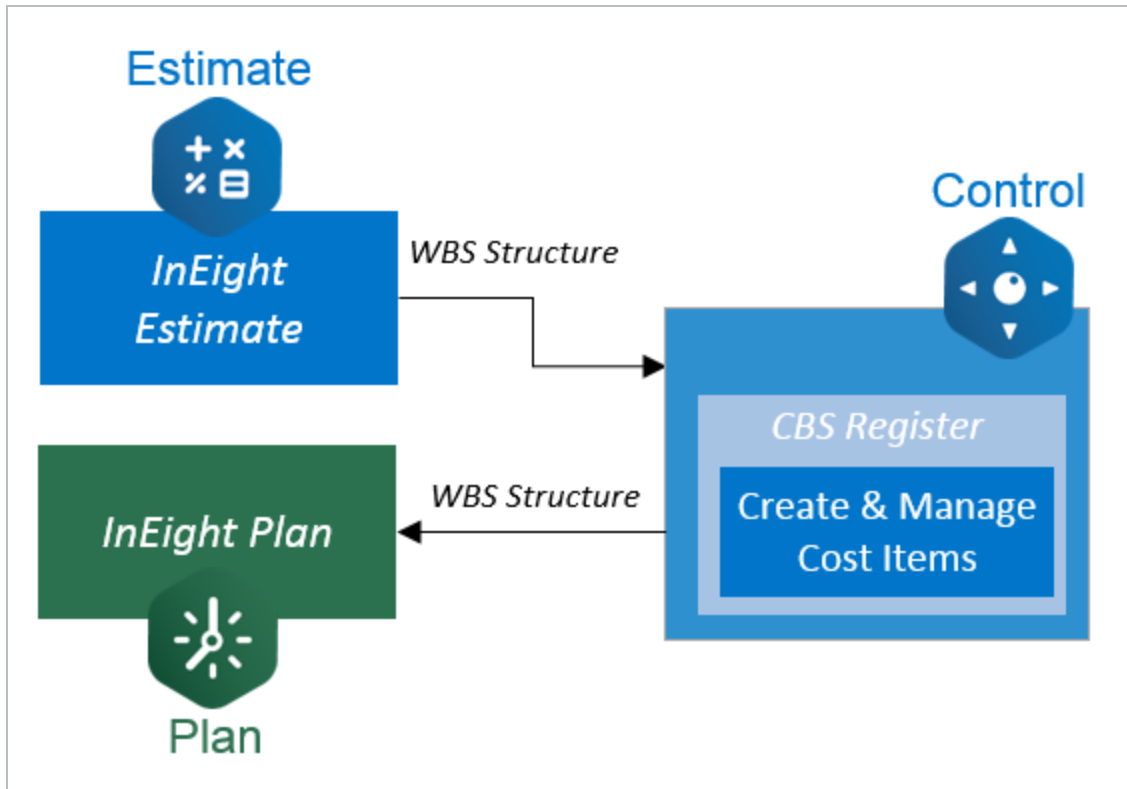 Estimate
InEight
Estimate
WBS Structure
Control
CBS Register
Create & Manage
Cost Items
WBS Structure
InEight Plan
Plan